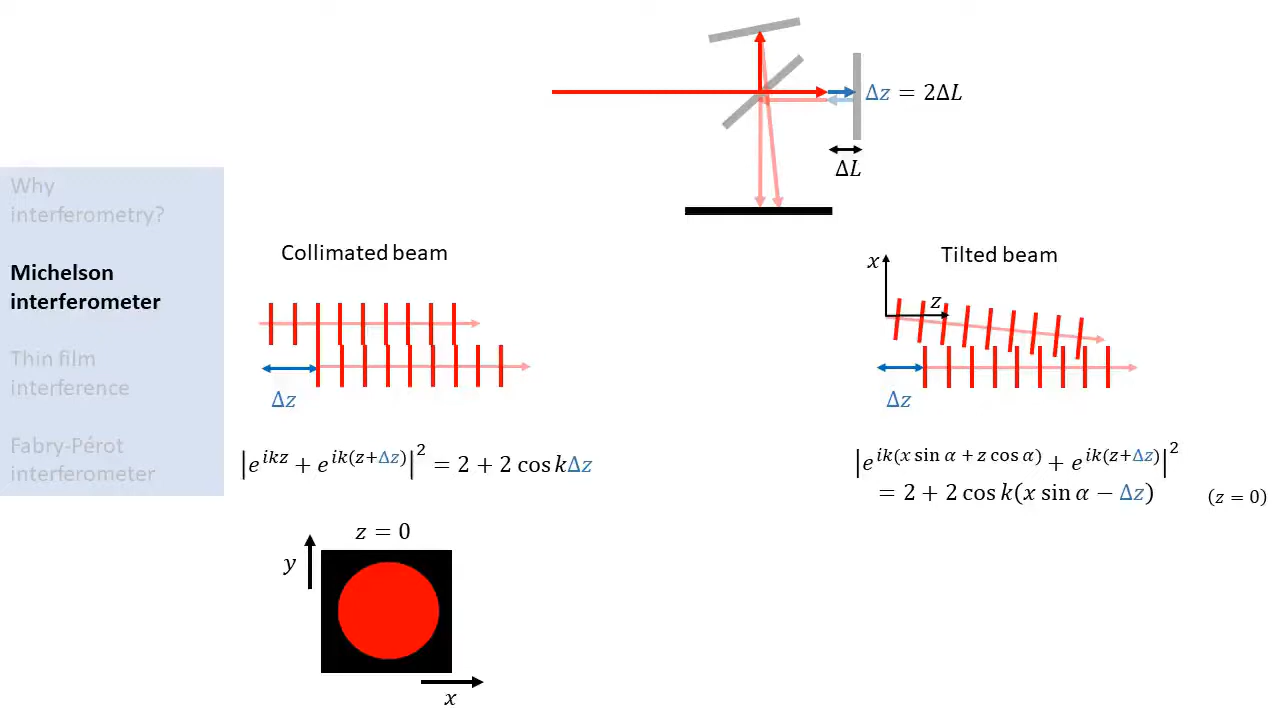 Δz = 2ΔL
ΔL
Why
interferometry?
Michelson
interferometer
Thin film
interference
Fabry-Pérot
interferometer
Collimated beam
Δz
|e^{ikz} + e^{ik(z+Δz)}|^2 = 2 + 2 cos kΔz
z = 0
y
x
Tilted beam
x
z
Δz
|e^{ik(x sin α + z cos α)} + e^{ik(z+Δz)}|^2
= 2 + 2 cos k(x sin α − Δz) (z = 0)